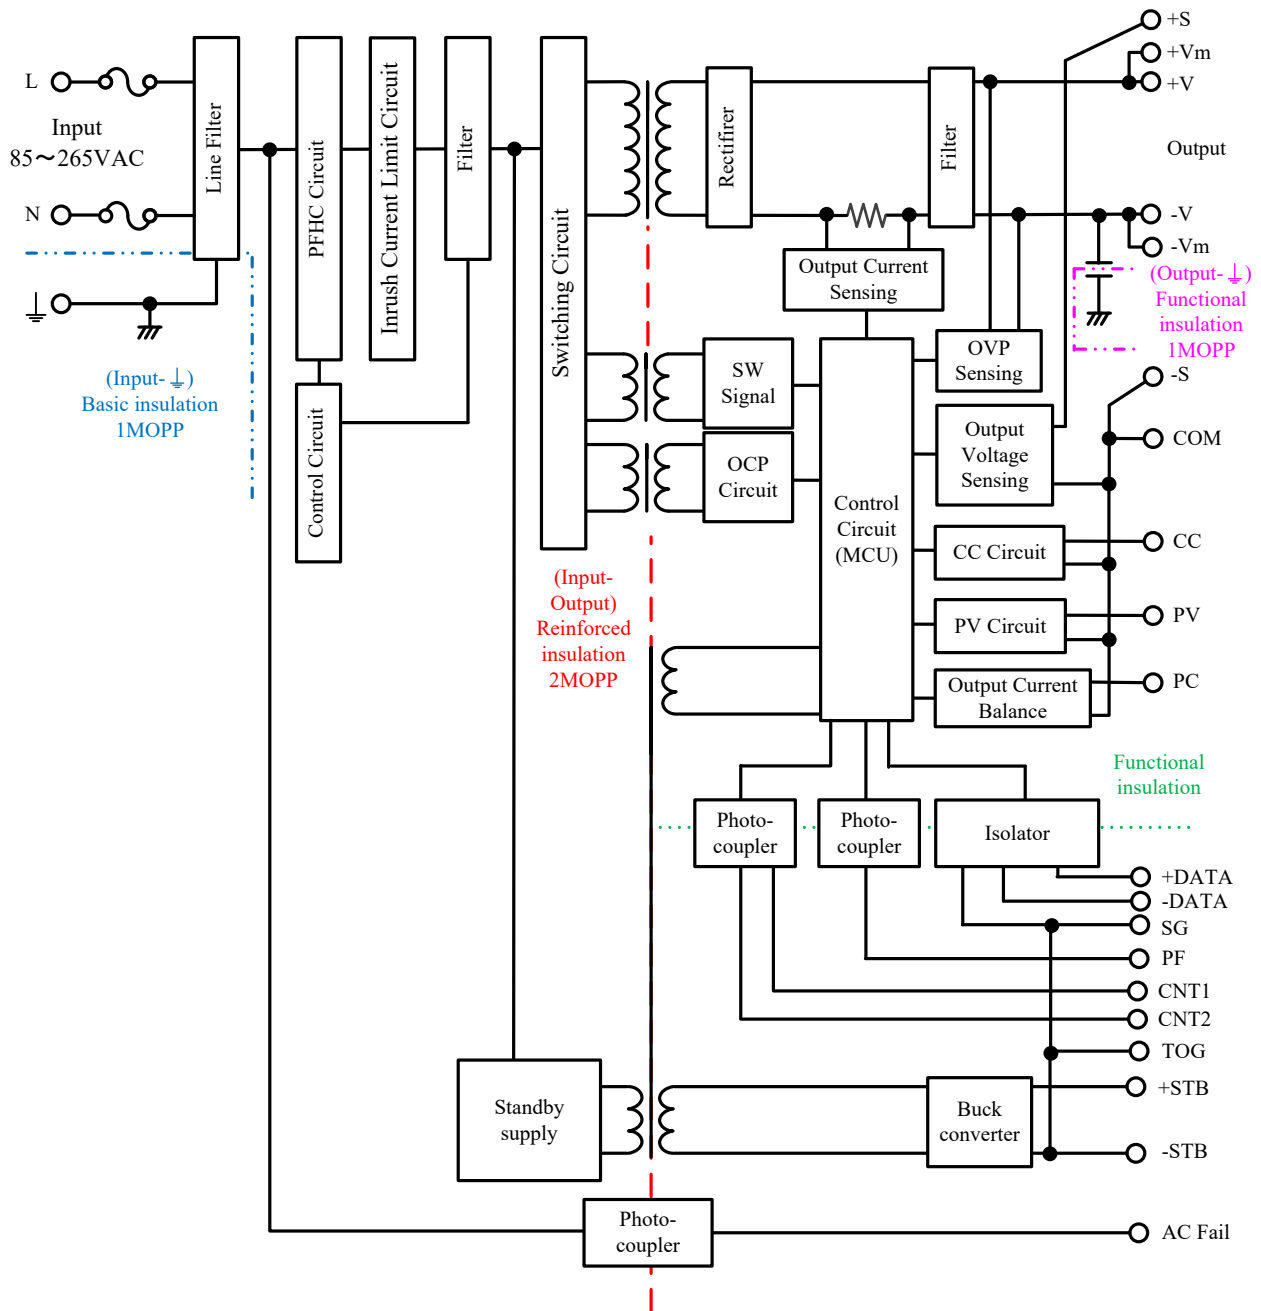 +S
+Vm
+V
L
Input
85～265VAC
N
Line Filter
PFHC Circuit
Inrush Current Limit Circuit
Filter
Switching Circuit
Rectifirer
Filter
Output
-V
-Vm
(Output-⏚)
Functional
insulation
1MOPP
Output Current
Sensing
(Input-⏚)
Basic insulation
1MOPP
Control Circuit
SW
Signal
OCP
Circuit
Control
Circuit
(MCU)
OVP
Sensing
Output
Voltage
Sensing
CC Circuit
PV Circuit
Output Current
Balance
-S
COM
CC
PV
PC
(Input-
Output)
Reinforced
insulation
2MOPP
Functional
insulation
Photo-
coupler
Photo-
coupler
Isolator
+DATA
-DATA
SG
PF
CNT1
CNT2
TOG
+STB
-STB
Standby
supply
Buck
converter
Photo-
coupler
AC Fail